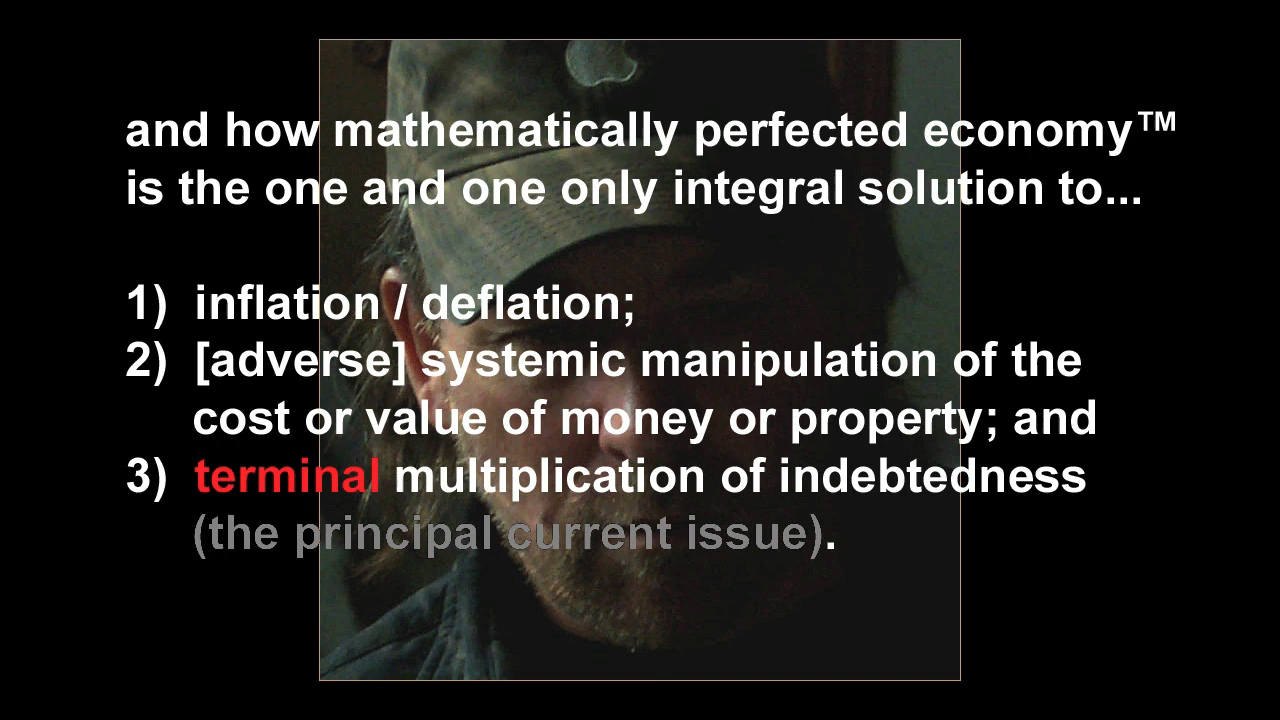 and how mathematically perfected economy™
is the one and one only integral solution to...
1) inflation / deflation;
2) [adverse] systemic manipulation of the
cost or value of money or property; and
3) terminal multiplication of indebtedness
(the principal current issue).